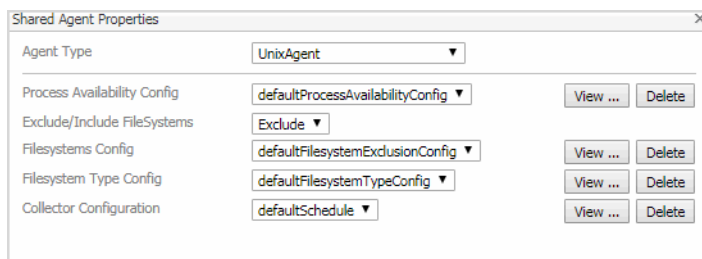 Shared Agent Properties
Agent Type UnixAgent
Process Availability Config defaultProcessAvailabilityConfig View ... Delete
Exclude/Include FileSystems Exclude
Filesystems Config defaultFilesystemExclusionConfig View ... Delete
Filesystem Type Config defaultFilesystemTypeConfig View ... Delete
Collector Configuration defaultSchedule View ... Delete